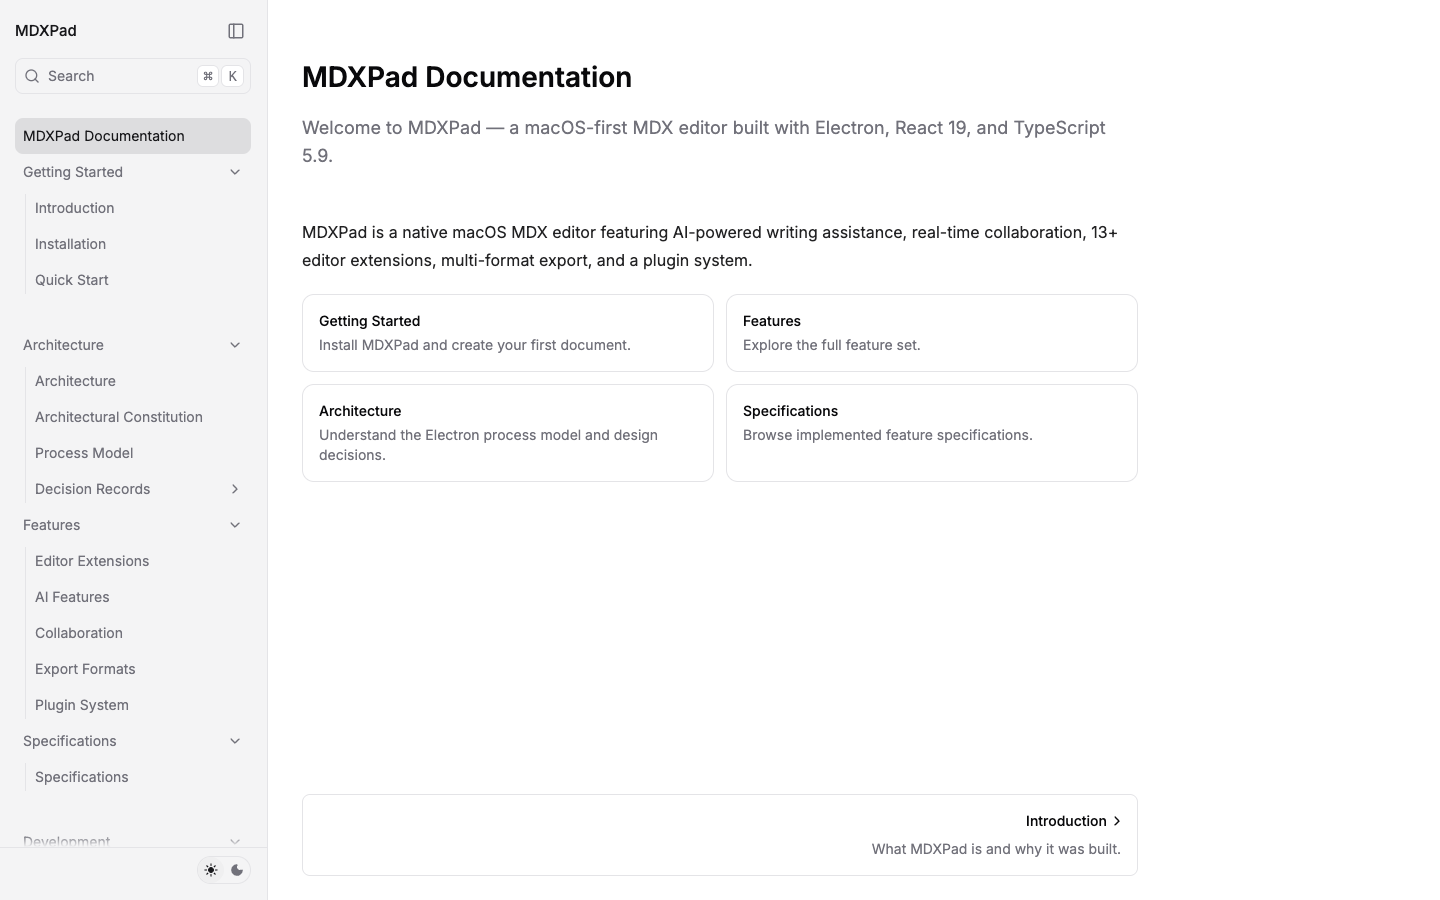 MDXPad
Search
⌘ K
MDXPad Documentation
Getting Started
Introduction
Installation
Quick Start
Architecture
Architecture
Architectural Constitution
Process Model
Decision Records
Features
Editor Extensions
AI Features
Collaboration
Export Formats
Plugin System
Specifications
Specifications
Development
MDXPad Documentation
Welcome to MDXPad — a macOS-first MDX editor built with Electron, React 19, and TypeScript
5.9.
MDXPad is a native macOS MDX editor featuring AI-powered writing assistance, real-time collaboration, 13+
editor extensions, multi-format export, and a plugin system.
Getting Started
Install MDXPad and create your first document.
Features
Explore the full feature set.
Architecture
Understand the Electron process model and design
decisions.
Specifications
Browse implemented feature specifications.
Introduction
What MDXPad is and why it was built.